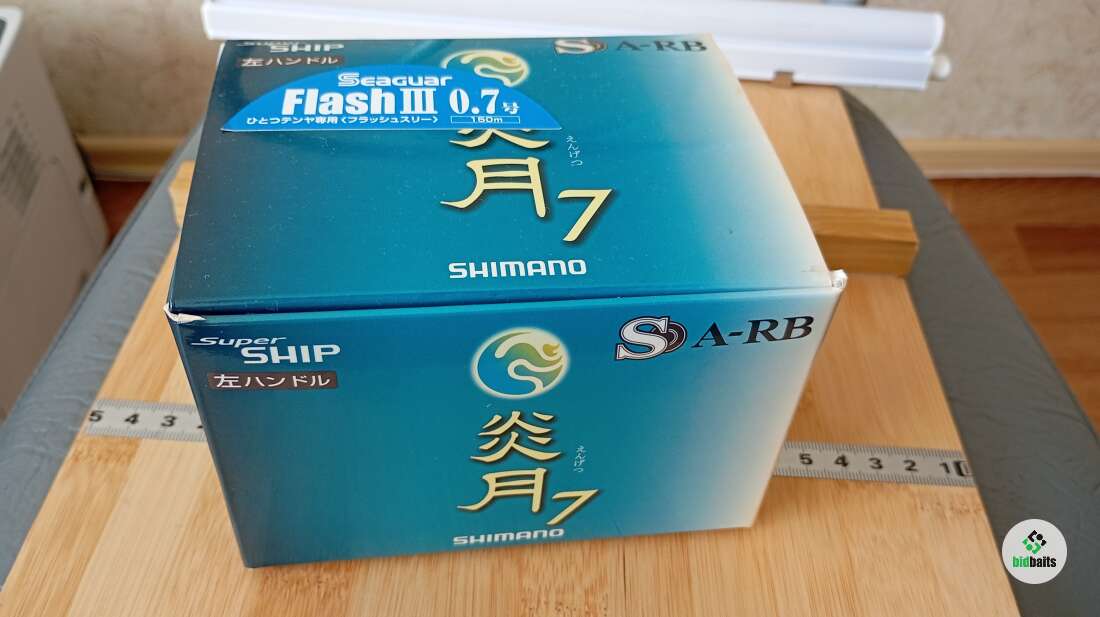 Super SHIP
左ハンドル
S A-RB
Seaguar
Flash III 0.7号
ひとつテンヤ専用〈フラッシュスリー〉 150m
炎月7
えんげつ
SHIMANO
Super SHIP
左ハンドル
S A-RB
炎月7
えんげつ
SHIMANO
5 4 3 2
5 4 3 2 1
bidbaits